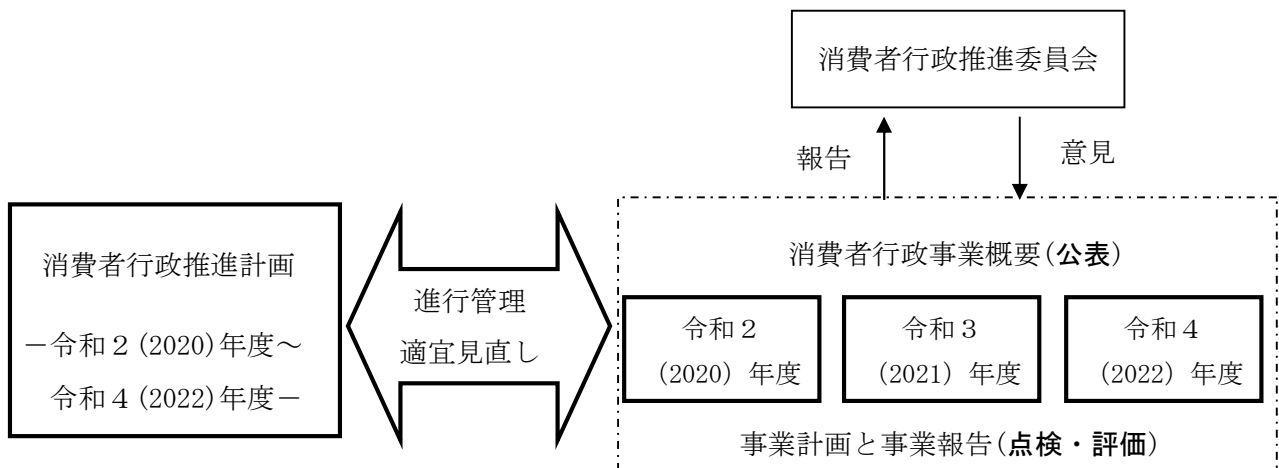 消費者行政推進委員会
報告
意見
消費者行政推進計画
－令和２(2020)年度～
令和４(2022)年度－
進行管理
適宜見直し
消費者行政事業概要(公表)
令和２
（2020）年度
令和３
（2021）年度
令和４
（2022）年度
事業計画と事業報告(点検・評価)